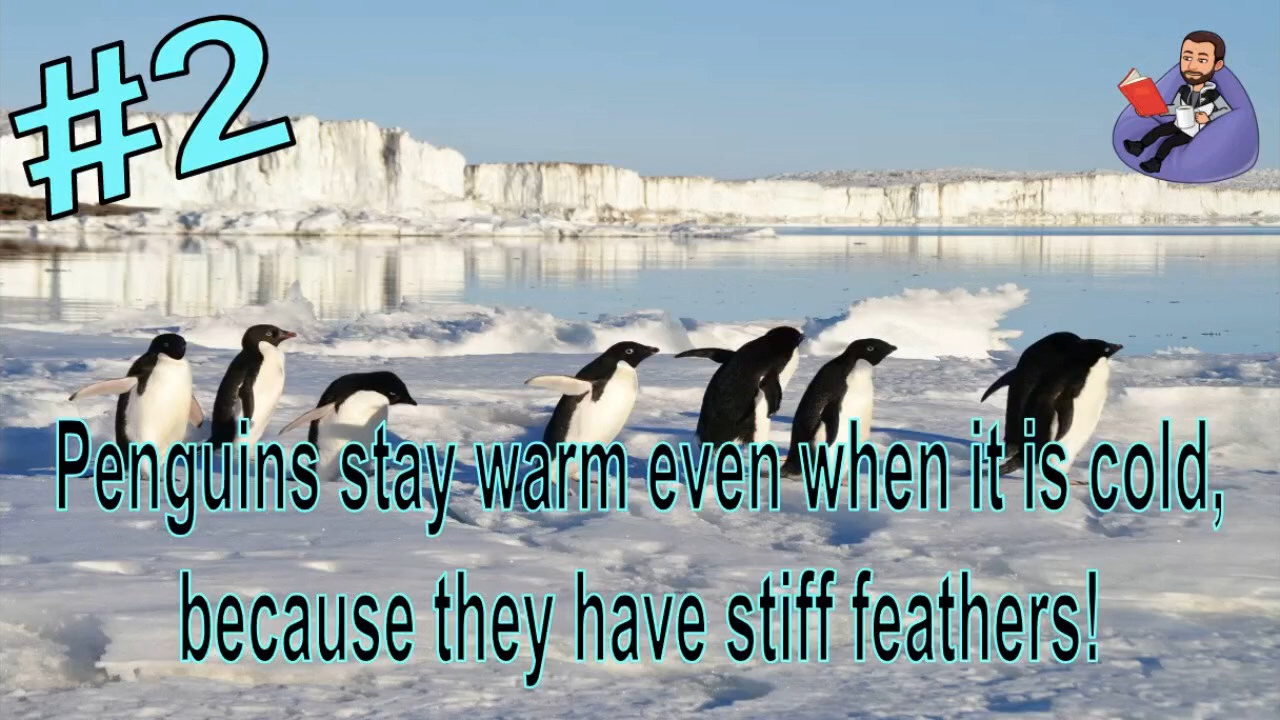 #2
Penguins stay warm even when it is cold,
because they have stiff feathers!